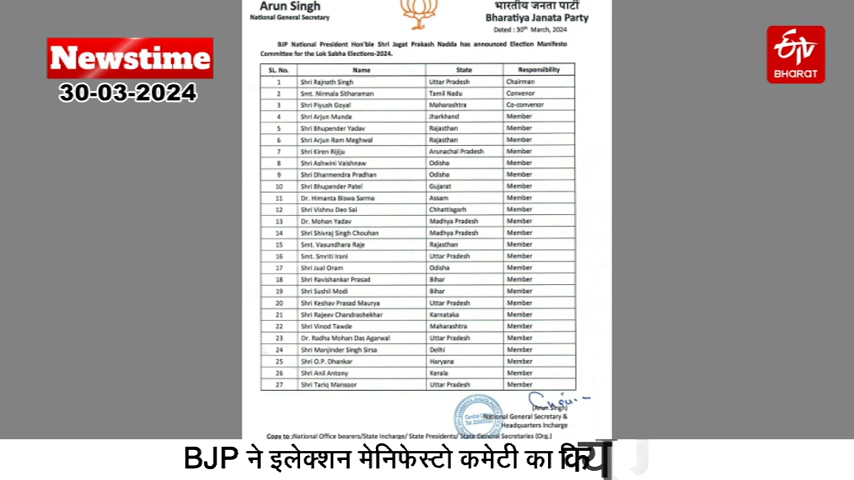 Arun Singh
National General Secretary
भारतीय जनता पार्टी
Bharatiya Janata Party
Dated : 30th March, 2024
Newstime
30-03-2024
ETV
BHARAT
BJP National President Hon'ble Shri Jagat Prakash Nadda has announced Election Manifesto
Committee for the Lok Sabha Elections-2024.
SL. No. Name State Responsibility
1 Shri Rajnath Singh Uttar Pradesh Chairman
2 Smt. Nirmala Sitharaman Tamil Nadu Convenor
3 Shri Piyush Goyal Maharashtra Co-convenor
4 Shri Arjun Munda Jharkhand Member
5 Shri Bhupender Yadav Rajasthan Member
6 Shri Arjun Ram Meghwal Rajasthan Member
7 Shri Kiren Rijiju Arunachal Pradesh Member
8 Shri Ashwini Vaishnaw Odisha Member
9 Shri Dharmendra Pradhan Odisha Member
10 Shri Bhupender Patel Gujarat Member
11 Dr. Himanta Biswa Sarma Assam Member
12 Shri Vishnu Deo Sai Chhattisgarh Member
13 Dr. Mohan Yadav Madhya Pradesh Member
14 Shri Shivraj Singh Chouhan Madhya Pradesh Member
15 Smt. Vasundhara Raje Rajasthan Member
16 Smt. Smriti Irani Uttar Pradesh Member
17 Shri Jual Oram Odisha Member
18 Shri Ravishankar Prasad Bihar Member
19 Shri Sushil Modi Bihar Member
20 Shri Keshav Prasad Maurya Uttar Pradesh Member
21 Shri Rajeev Chandrashekhar Karnataka Member
22 Shri Vinod Tawde Maharashtra Member
23 Dr. Radha Mohan Das Agarwal Uttar Pradesh Member
24 Shri Manjinder Singh Sirsa Delhi Member
25 Shri O.P. Dhankar Haryana Member
26 Shri Anil Antony Kerala Member
27 Shri Tariq Mansoor Uttar Pradesh Member
(Arun Singh)
National General Secretary &
Headquarters Incharge
Copy to :National Office bearers/State Incharge/ State Presidents/ State General Secretaries (Org.)
BJP ने इलेक्शन मेनिफेस्टो कमेटी का